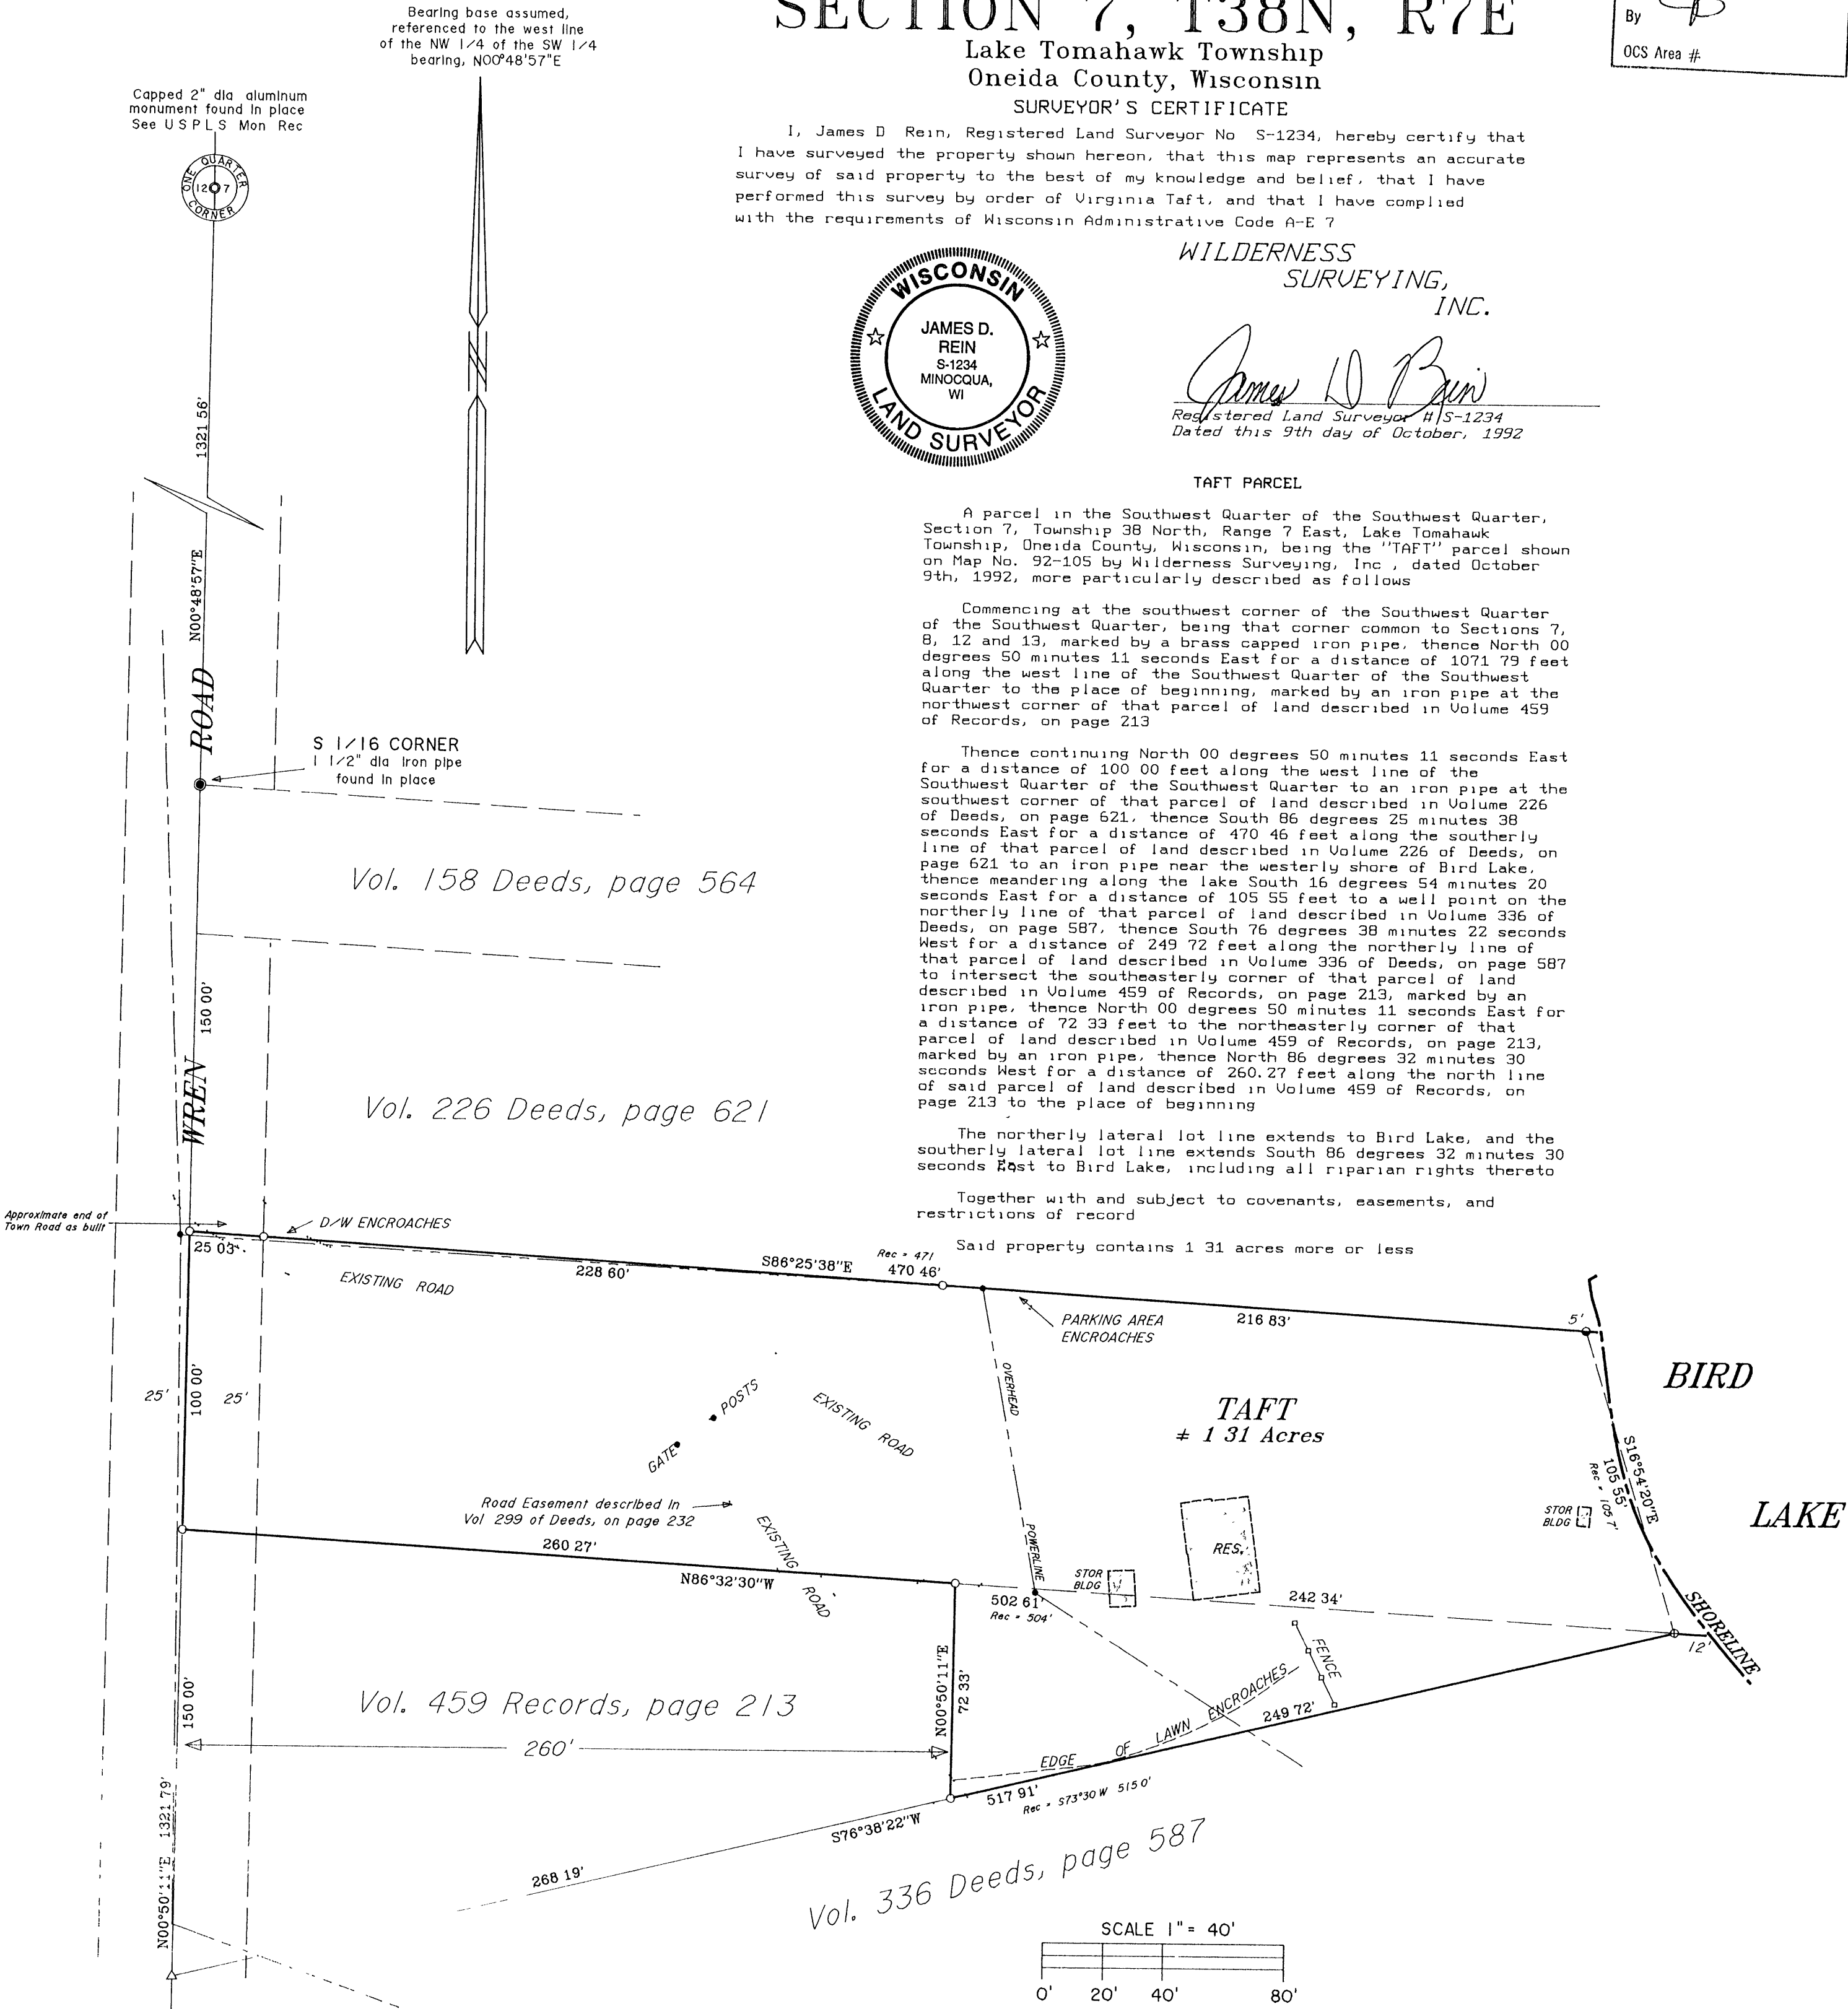 Bearing base assumed,
referenced to the west line
of the NW 1/4 of the SW 1/4
bearing, N00°48'57"E
SECTION 7, T38N, R7E
Lake Tomahawk Township
Oneida County, Wisconsin
SURVEYOR'S CERTIFICATE
By
OCS Area #
I, James D Rein, Registered Land Surveyor No S-1234, hereby certify that
I have surveyed the property shown hereon, that this map represents an accurate
survey of said property to the best of my knowledge and belief, that I have
performed this survey by order of Virginia Taft, and that I have complied
with the requirements of Wisconsin Administrative Code A-E 7
Capped 2" dia aluminum
monument found in place
See U S P L S Mon Rec
ONE QUARTER
12 7
CORNER
WISCONSIN
JAMES D.
REIN
S-1234
MINOCQUA,
WI
LAND SURVEYOR
WILDERNESS
SURVEYING,
INC.
James D Rein
Registered Land Surveyor # S-1234
Dated this 9th day of October, 1992
TAFT PARCEL
A parcel in the Southwest Quarter of the Southwest Quarter,
Section 7, Township 38 North, Range 7 East, Lake Tomahawk
Township, Oneida County, Wisconsin, being the "TAFT" parcel shown
on Map No. 92-105 by Wilderness Surveying, Inc , dated October
9th, 1992, more particularly described as follows
Commencing at the southwest corner of the Southwest Quarter
of the Southwest Quarter, being that corner common to Sections 7,
8, 12 and 13, marked by a brass capped iron pipe, thence North 00
degrees 50 minutes 11 seconds East for a distance of 1071 79 feet
along the west line of the Southwest Quarter of the Southwest
Quarter to the place of beginning, marked by an iron pipe at the
northwest corner of that parcel of land described in Volume 459
of Records, on page 213
Thence continuing North 00 degrees 50 minutes 11 seconds East
for a distance of 100 00 feet along the west line of the
Southwest Quarter of the Southwest Quarter to an iron pipe at the
southwest corner of that parcel of land described in Volume 226
of Deeds, on page 621, thence South 86 degrees 25 minutes 38
seconds East for a distance of 470 46 feet along the southerly
line of that parcel of land described in Volume 226 of Deeds, on
page 621 to an iron pipe near the westerly shore of Bird Lake,
thence meandering along the lake South 16 degrees 54 minutes 20
seconds East for a distance of 105 55 feet to a well point on the
northerly line of that parcel of land described in Volume 336 of
Deeds, on page 587, thence South 76 degrees 38 minutes 22 seconds
West for a distance of 249 72 feet along the northerly line of
that parcel of land described in Volume 336 of Deeds, on page 587
to intersect the southeasterly corner of that parcel of land
described in Volume 459 of Records, on page 213, marked by an
iron pipe, thence North 00 degrees 50 minutes 11 seconds East for
a distance of 72 33 feet to the northeasterly corner of that
parcel of land described in Volume 459 of Records, on page 213,
marked by an iron pipe, thence North 86 degrees 32 minutes 30
seconds West for a distance of 260.27 feet along the north line
of said parcel of land described in Volume 459 of Records, on
page 213 to the place of beginning
The northerly lateral lot line extends to Bird Lake, and the
southerly lateral lot line extends South 86 degrees 32 minutes 30
seconds East to Bird Lake, including all riparian rights thereto
Together with and subject to covenants, easements, and
restrictions of record
Said property contains 1 31 acres more or less
1321 56'
N00°48'57"E
WREN ROAD
S 1/16 CORNER
1 1/2" dia iron pipe
found in place
Vol. 158 Deeds, page 564
150 00'
Vol. 226 Deeds, page 621
Approximate end of
Town Road as built
D/W ENCROACHES
25 03'
EXISTING ROAD
228 60'
S86°25'38"E
Rec = 471
470 46'
PARKING AREA
ENCROACHES
216 83'
5'
BIRD
LAKE
25'
100 00'
25'
GATE POSTS
EXISTING ROAD
OVERHEAD
POWERLINE
TAFT
± 1 31 Acres
S16°54'20"E
105 55'
Rec = 105 7'
STOR
BLDG
Road Easement described in
Vol 299 of Deeds, on page 232
EXISTING
ROAD
260 27'
N86°32'30"W
STOR
BLDG
RES.
502 61'
Rec = 504'
242 34'
SHORELINE
12'
FENCE
150 00'
Vol. 459 Records, page 213
260'
N00°50'11"E
72 33'
EDGE OF LAWN ENCROACHES
249 72'
517 91'
Rec = S73°30 W 515 0'
S76°38'22"W
268 19'
N00°50'11"E 1321 79'
Vol. 336 Deeds, page 587
SCALE 1"= 40'
0' 20' 40' 80'